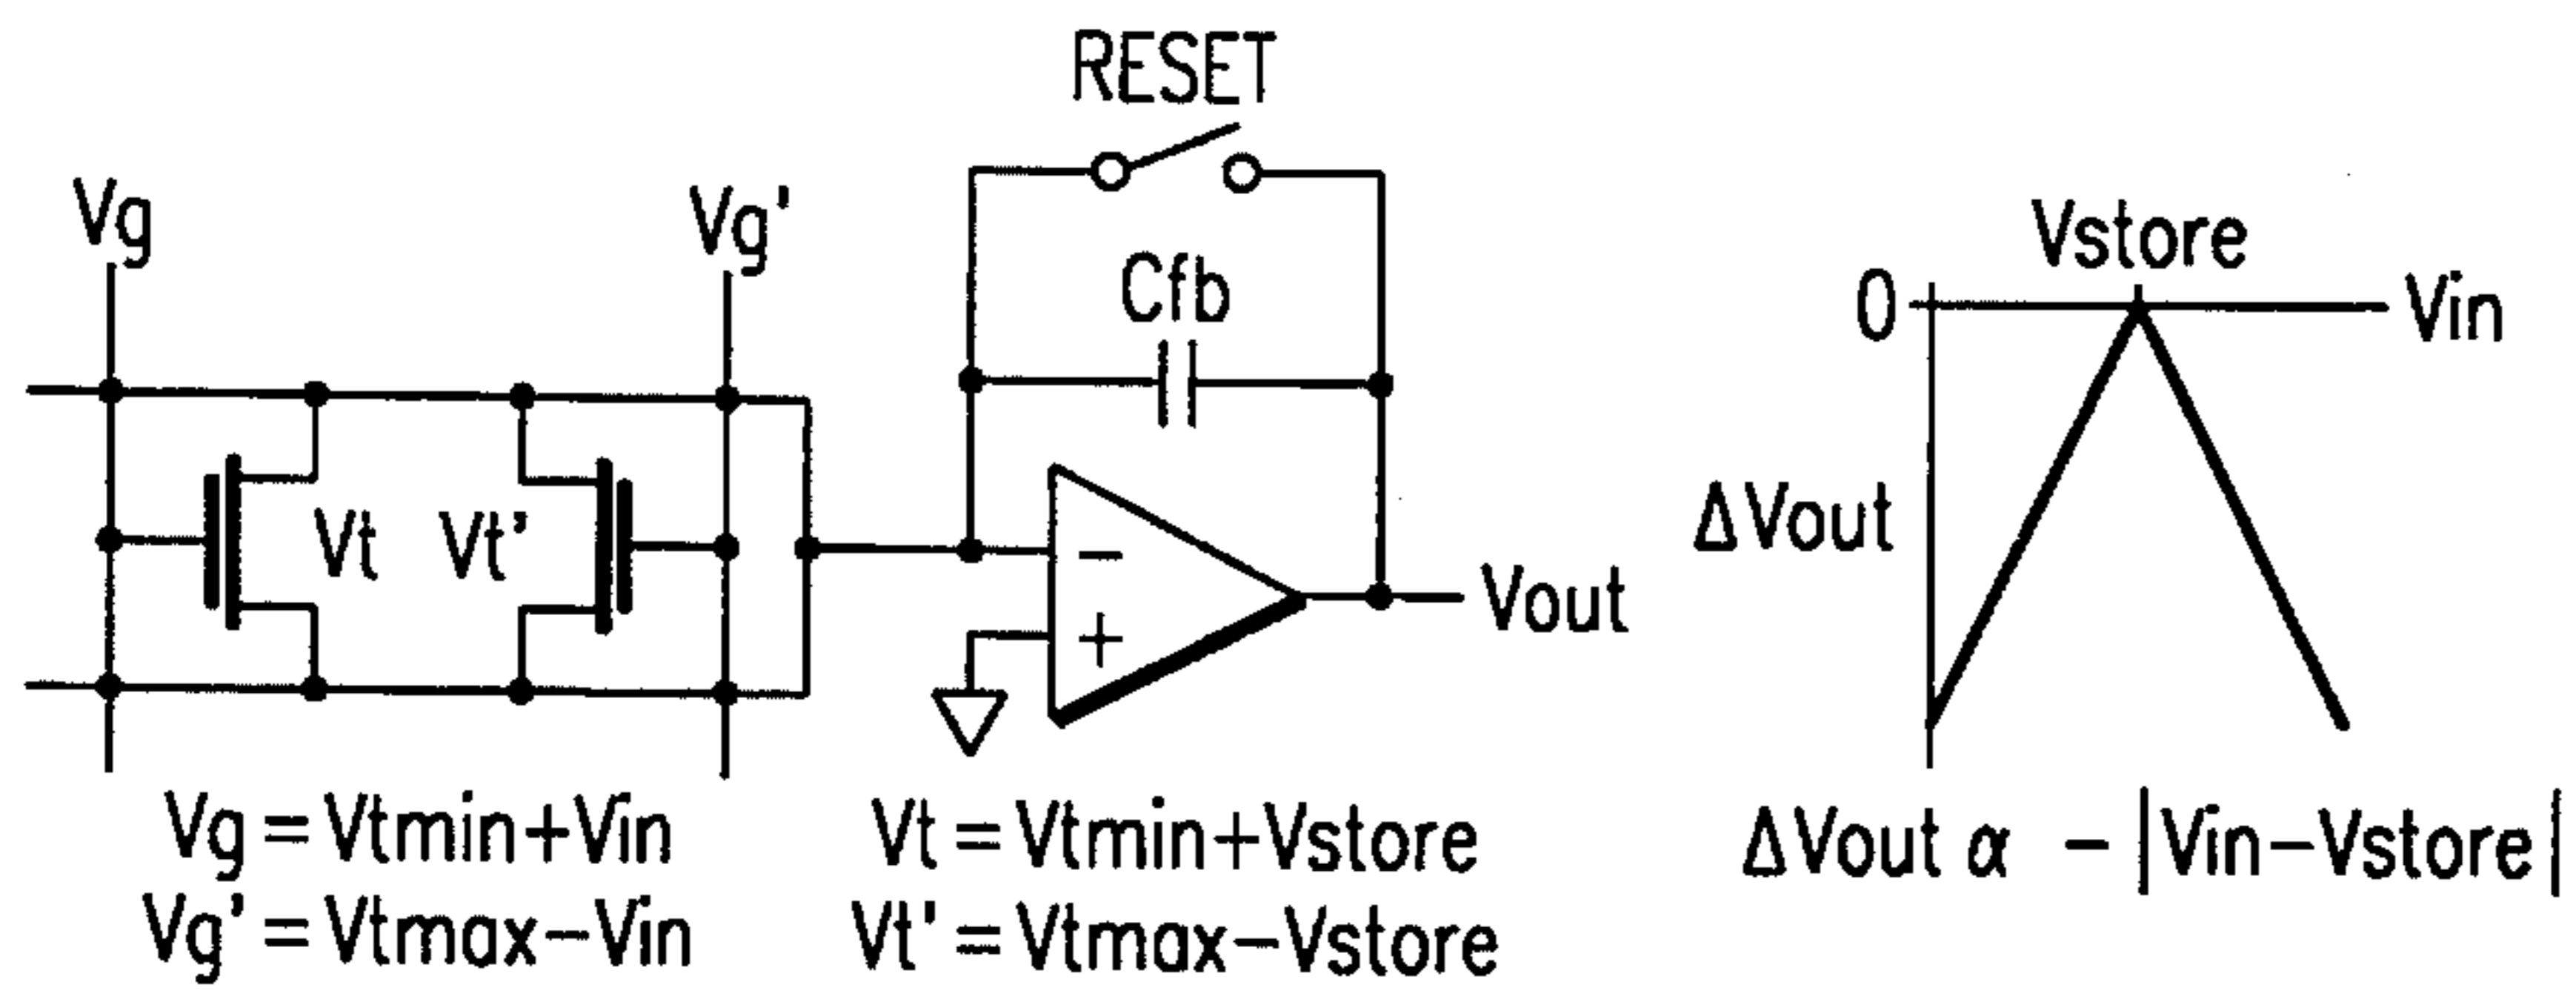 RESET
Vg
Vg'
Cfb
Vt
Vt'
−
+
Vout
Vstore
0
Vin
ΔVout
Vg = Vtmin+Vin
Vg' = Vtmax−Vin
Vt = Vtmin+Vstore
Vt' = Vtmax−Vstore
ΔVout α −|Vin−Vstore|